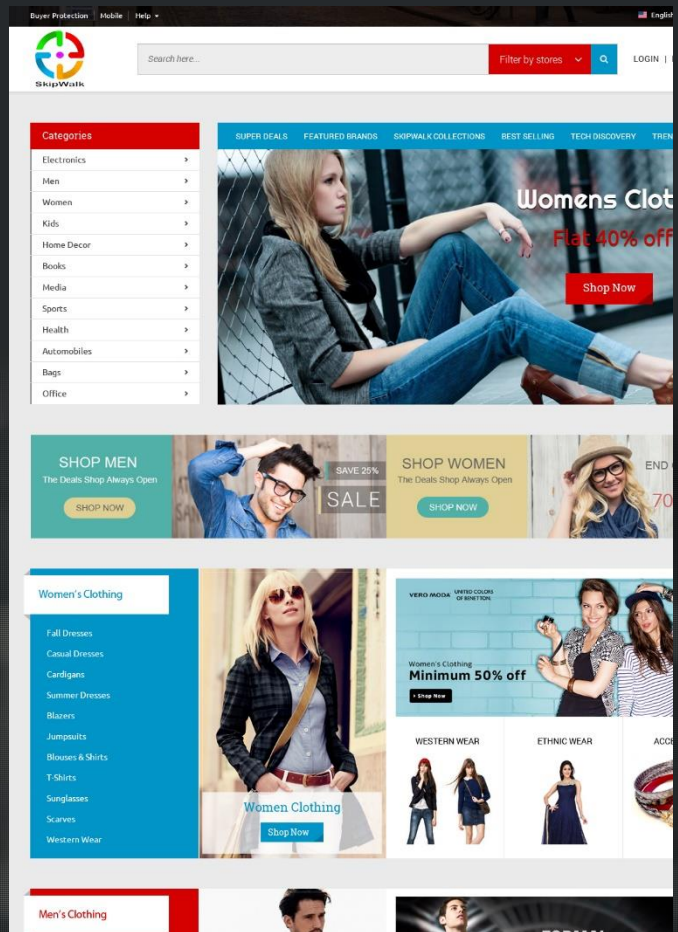 Buyer Protection | Mobile | Help
English
SkipWalk
Search here...
Filter by stores
LOGIN |
Categories
Electronics
Men
Women
Kids
Home Decor
Books
Media
Sports
Health
Automobiles
Bags
Office
SUPER DEALS FEATURED BRANDS SKIPWALK COLLECTIONS BEST SELLING TECH DISCOVERY TREN
Womens Clot
Flat 40% off
Shop Now
SHOP MEN
The Deals Shop Always Open
SHOP NOW
SAVE 25%
SALE
SHOP WOMEN
The Deals Shop Always Open
SHOP NOW
END
70
Women's Clothing
Fall Dresses
Casual Dresses
Cardigans
Summer Dresses
Blazers
Jumpsuits
Blouses & Shirts
T-Shirts
Sunglasses
Scarves
Western Wear
Women Clothing
Shop Now
VERO MODA UNITED COLORS
OF BENETTON.
Women's Clothing
Minimum 50% off
Shop Now
WESTERN WEAR
ETHNIC WEAR
ACCE
Men's Clothing